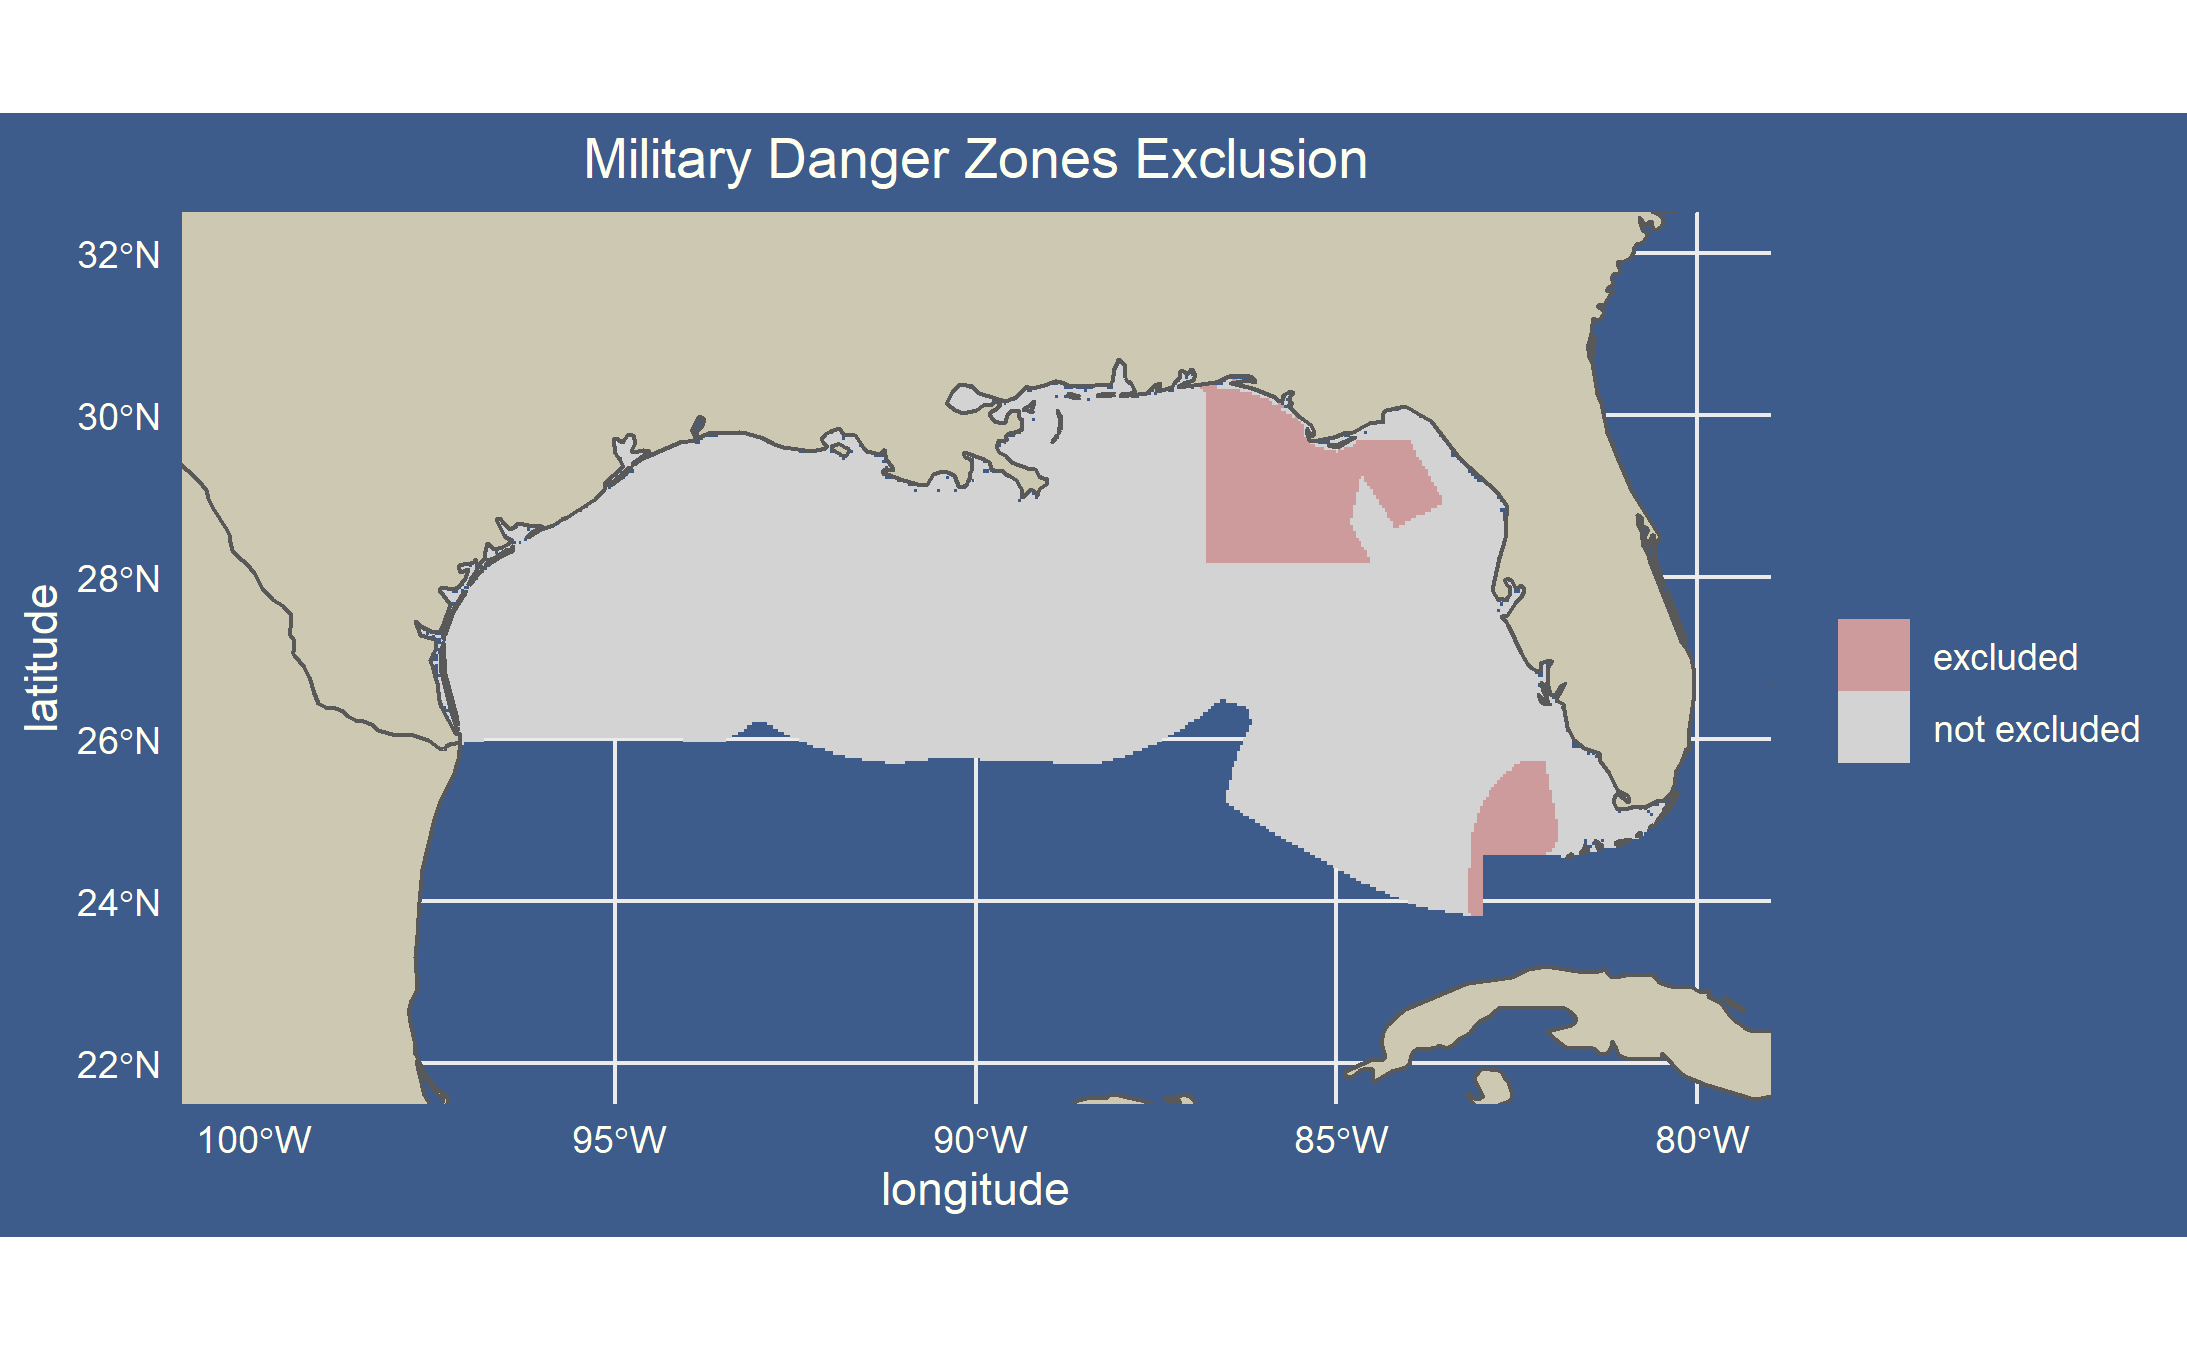 Military Danger Zones Exclusion
32°N
30°N
28°N
26°N
24°N
22°N
latitude
100°W
95°W
90°W
85°W
80°W
longitude
excluded
not excluded